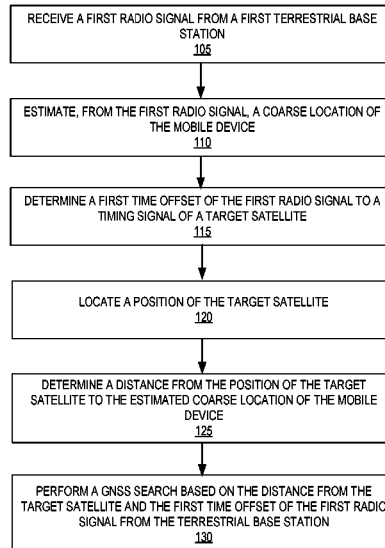 RECEIVE A FIRST RADIO SIGNAL FROM A FIRST TERRESTRIAL BASE
STATION
105
ESTIMATE, FROM THE FIRST RADIO SIGNAL, A COARSE LOCATION OF
THE MOBILE DEVICE
110
DETERMINE A FIRST TIME OFFSET OF THE FIRST RADIO SIGNAL TO A
TIMING SIGNAL OF A TARGET SATELLITE
115
LOCATE A POSITION OF THE TARGET SATELLITE
120
DETERMINE A DISTANCE FROM THE POSITION OF THE TARGET
SATELLITE TO THE ESTIMATED COARSE LOCATION OF THE MOBILE
DEVICE
125
PERFORM A GNSS SEARCH BASED ON THE DISTANCE FROM THE
TARGET SATELLITE AND THE FIRST TIME OFFSET OF THE FIRST RADIO
SIGNAL FROM THE TERRESTRIAL BASE STATION
130